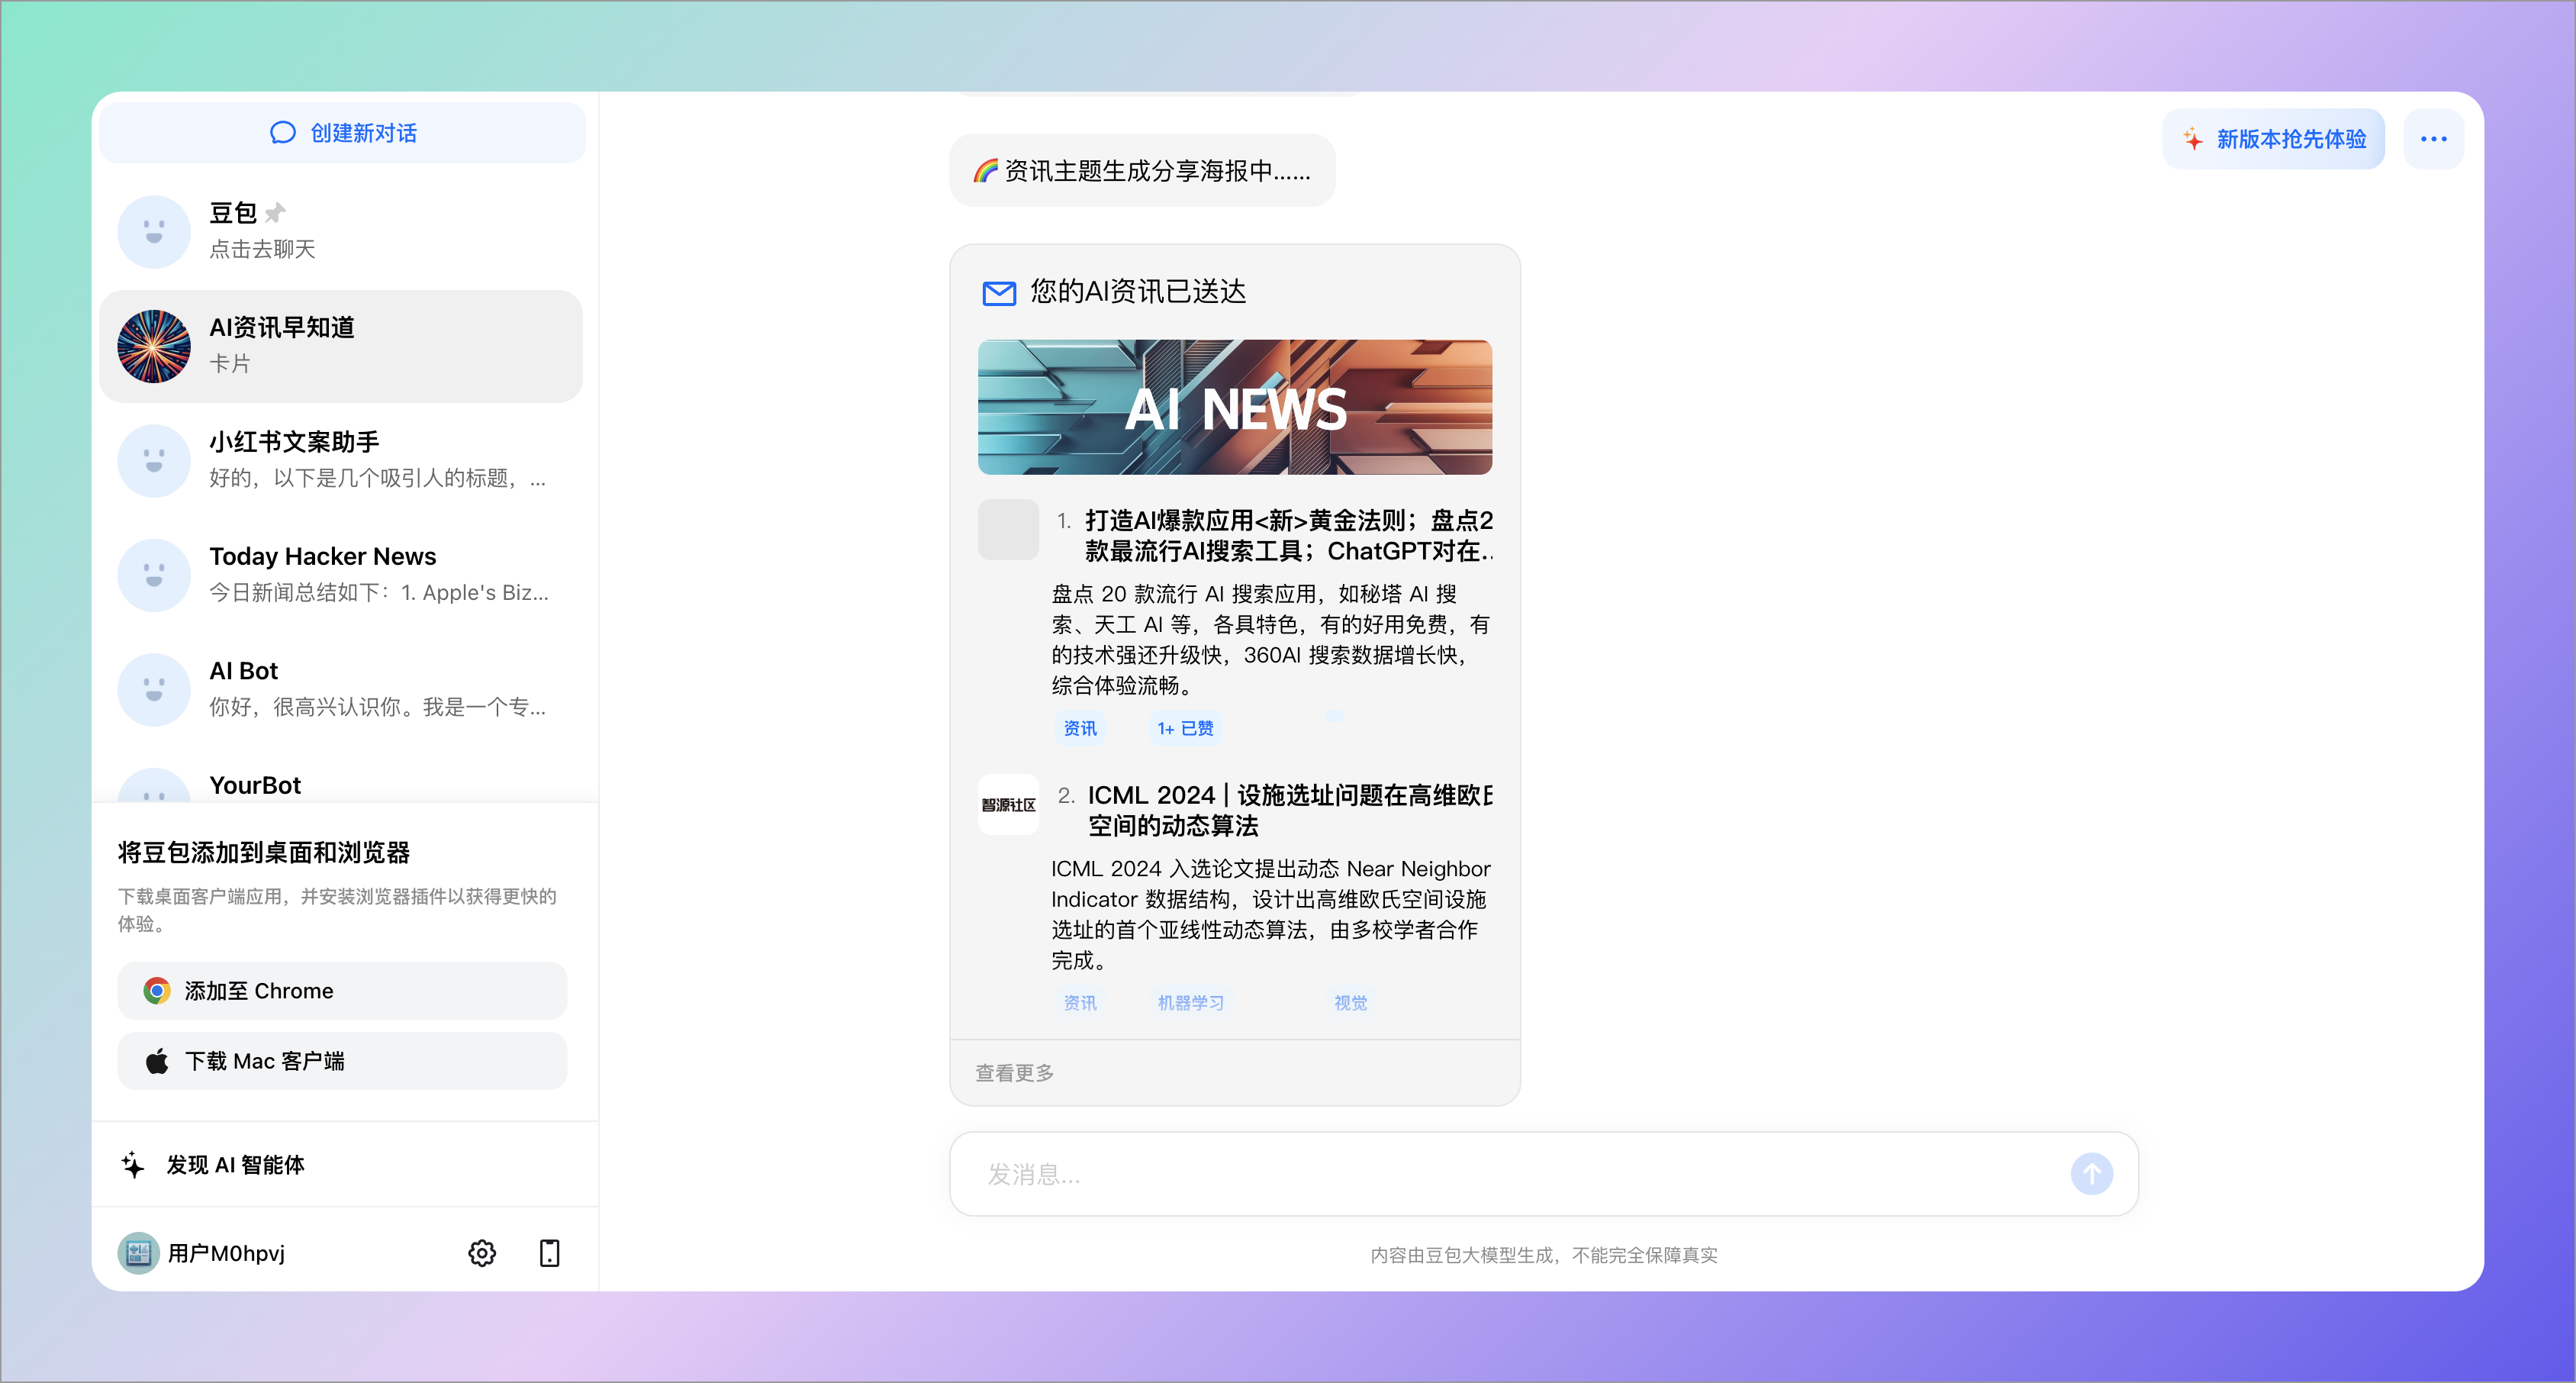 创建新对话
豆包
点击去聊天
AI资讯早知道
卡片
小红书文案助手
好的，以下是几个吸引人的标题，...
Today Hacker News
今日新闻总结如下：1. Apple's Biz...
AI Bot
你好，很高兴认识你。我是一个专...
YourBot
将豆包添加到桌面和浏览器
下载桌面客户端应用，并安装浏览器插件以获得更快的
体验。
添加至 Chrome
下载 Mac 客户端
发现 AI 智能体
用户M0hpvj
新版本抢先体验
🌈资讯主题生成分享海报中......
您的AI资讯已送达
AI NEWS
1. 打造AI爆款应用<新>黄金法则；盘点2
款最流行AI搜索工具；ChatGPT对在..
盘点 20 款流行 AI 搜索应用，如秘塔 AI 搜
索、天工 AI 等，各具特色，有的好用免费，有
的技术强还升级快，360AI 搜索数据增长快，
综合体验流畅。
资讯 1+ 已赞
智源社区
2. ICML 2024 | 设施选址问题在高维欧氏
空间的动态算法
ICML 2024 入选论文提出动态 Near Neighbor
Indicator 数据结构，设计出高维欧氏空间设施
选址的首个亚线性动态算法，由多校学者合作
完成。
资讯 机器学习 视觉
查看更多
发消息...
内容由豆包大模型生成，不能完全保障真实